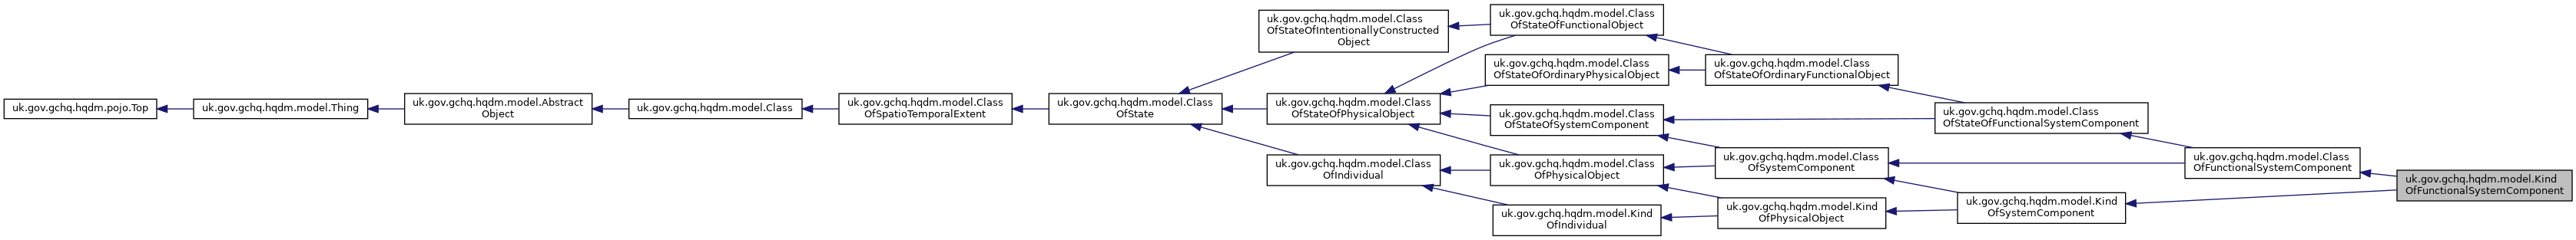 uk.gov.gchq.hqdm.pojo.Top
uk.gov.gchq.hqdm.model.Thing
uk.gov.gchq.hqdm.model.Abstract
Object
uk.gov.gchq.hqdm.model.Class
uk.gov.gchq.hqdm.model.Class
OfSpatioTemporalExtent
uk.gov.gchq.hqdm.model.Class
OfState
uk.gov.gchq.hqdm.model.Class
OfStateOfIntentionallyConstructed
Object
uk.gov.gchq.hqdm.model.Class
OfStateOfPhysicalObject
uk.gov.gchq.hqdm.model.Class
OfIndividual
uk.gov.gchq.hqdm.model.Class
OfStateOfFunctionalObject
uk.gov.gchq.hqdm.model.Class
OfStateOfOrdinaryPhysicalObject
uk.gov.gchq.hqdm.model.Class
OfStateOfSystemComponent
uk.gov.gchq.hqdm.model.Class
OfPhysicalObject
uk.gov.gchq.hqdm.model.Kind
OfIndividual
uk.gov.gchq.hqdm.model.Class
OfStateOfOrdinaryFunctionalObject
uk.gov.gchq.hqdm.model.Class
OfSystemComponent
uk.gov.gchq.hqdm.model.Kind
OfPhysicalObject
uk.gov.gchq.hqdm.model.Class
OfStateOfFunctionalSystemComponent
uk.gov.gchq.hqdm.model.Kind
OfSystemComponent
uk.gov.gchq.hqdm.model.Class
OfFunctionalSystemComponent
uk.gov.gchq.hqdm.model.Kind
OfFunctionalSystemComponent